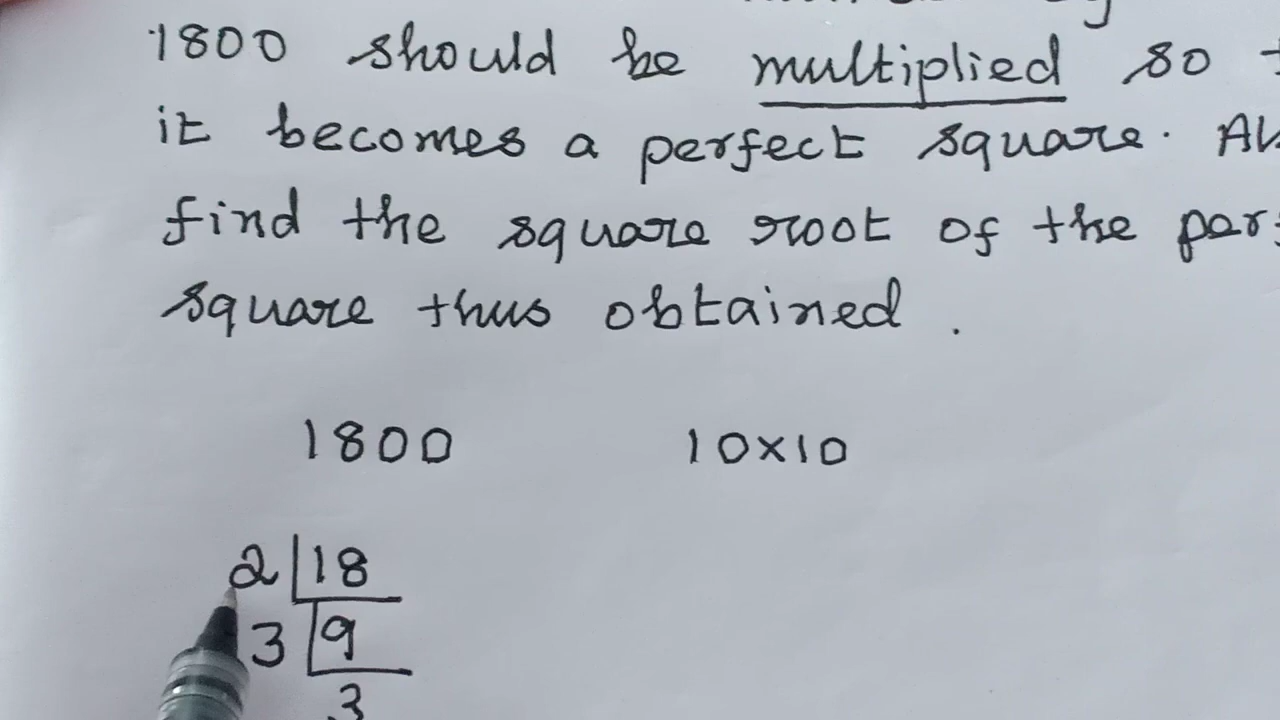 1800 should be multiplied so
it becomes a perfect square.
find the square root of the
square thus obtained.
1800 10×10
2 18
3 9
3